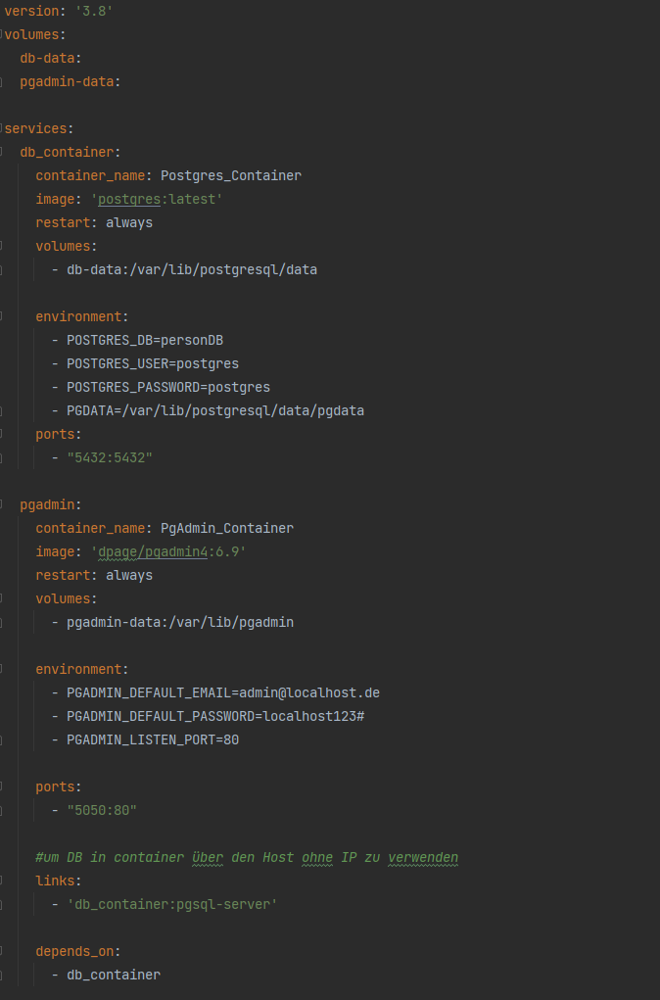 version: '3.8'
volumes:
  db-data:
  pgadmin-data:

services:
  db_container:
    container_name: Postgres_Container
    image: 'postgres:latest'
    restart: always
    volumes:
      - db-data:/var/lib/postgresql/data

    environment:
      - POSTGRES_DB=personDB
      - POSTGRES_USER=postgres
      - POSTGRES_PASSWORD=postgres
      - PGDATA=/var/lib/postgresql/data/pgdata
    ports:
      - "5432:5432"

  pgadmin:
    container_name: PgAdmin_Container
    image: 'dpage/pgadmin4:6.9'
    restart: always
    volumes:
      - pgadmin-data:/var/lib/pgadmin

    environment:
      - PGADMIN_DEFAULT_EMAIL=admin@localhost.de
      - PGADMIN_DEFAULT_PASSWORD=localhost123#
      - PGADMIN_LISTEN_PORT=80

    ports:
      - "5050:80"

    #um DB in container über den Host ohne IP zu verwenden
    links:
      - 'db_container:pgsql-server'

    depends_on:
      - db_container